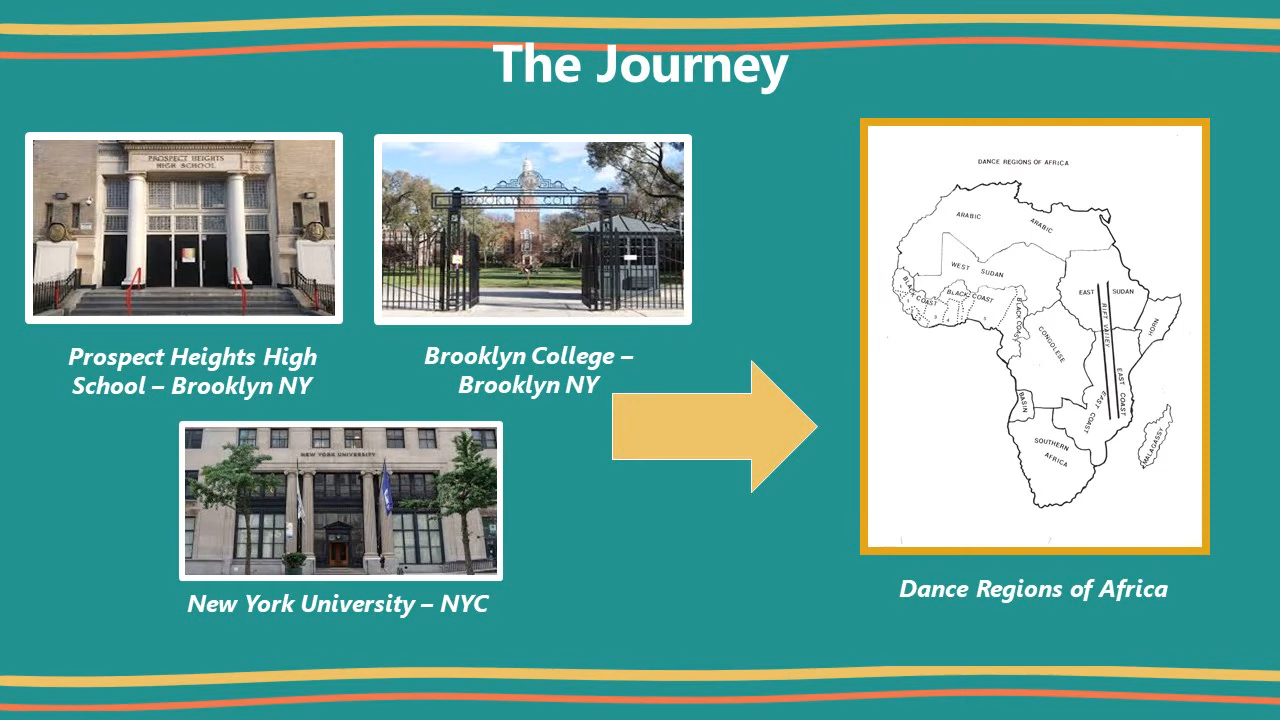 The Journey
PROSPECT HEIGHTS
HIGH SCHOOL
BROOKLYN COLLEGE
Prospect Heights High
School – Brooklyn NY
Brooklyn College –
Brooklyn NY
NEW YORK UNIVERSITY
New York University – NYC
DANCE REGIONS OF AFRICA
ARABIC
ARABIC
WEST SUDAN
EAST SUDAN
BLACK COAST
BLACK COAST
BLACK COAST
RIFT VALLEY
HORN
CONGOLESE
EAST COAST
EAST COAST
BASIN
SOUTHERN
AFRICA
MALAGASY
Dance Regions of Africa